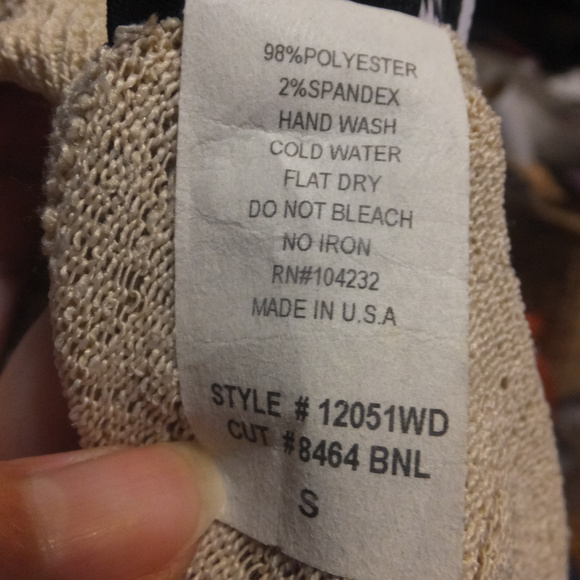 98%POLYESTER
2%SPANDEX
HAND WASH
COLD WATER
FLAT DRY
DO NOT BLEACH
NO IRON
RN#104232
MADE IN U.S.A
STYLE # 12051WD
CUT #8464 BNL
S